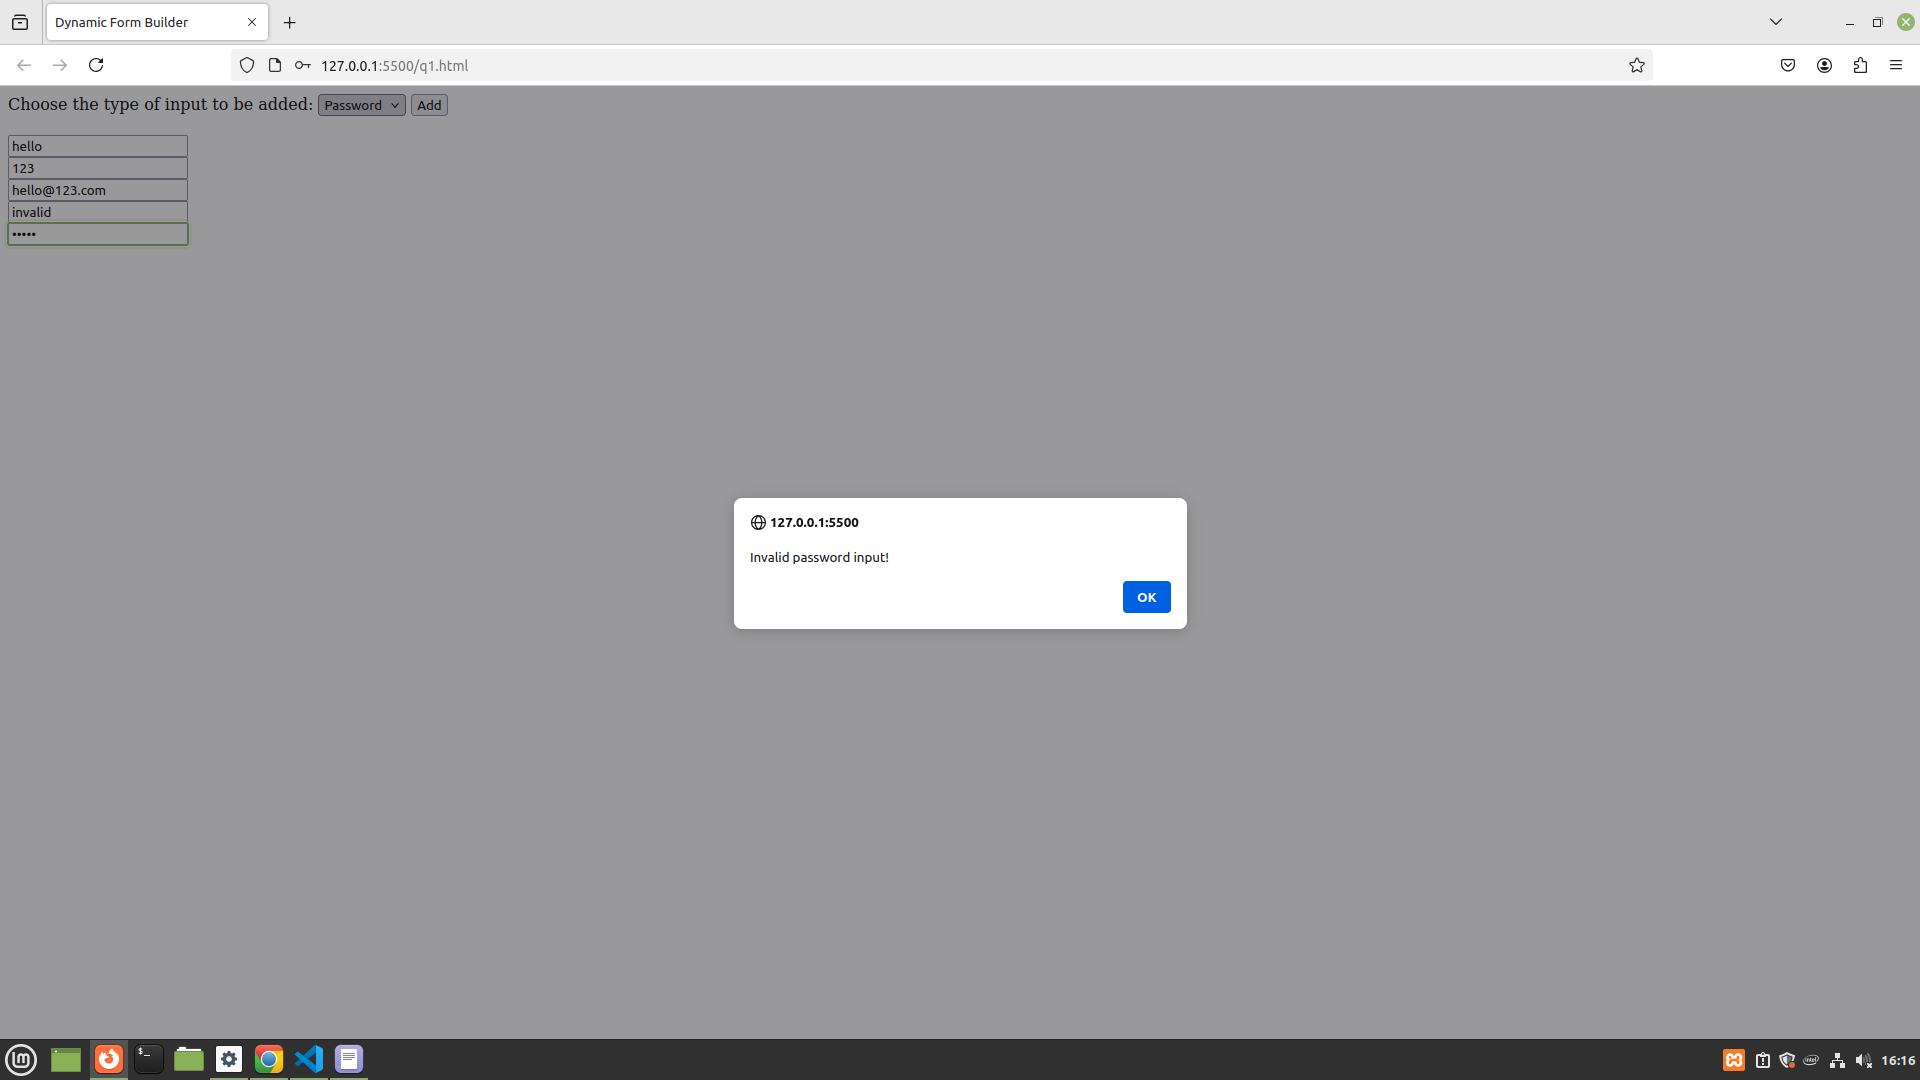 Dynamic Form Builder
127.0.0.1:5500/q1.html
Choose the type of input to be added: Password Add
hello
123
hello@123.com
invalid
•••••
127.0.0.1:5500
Invalid password input!
OK
16:16